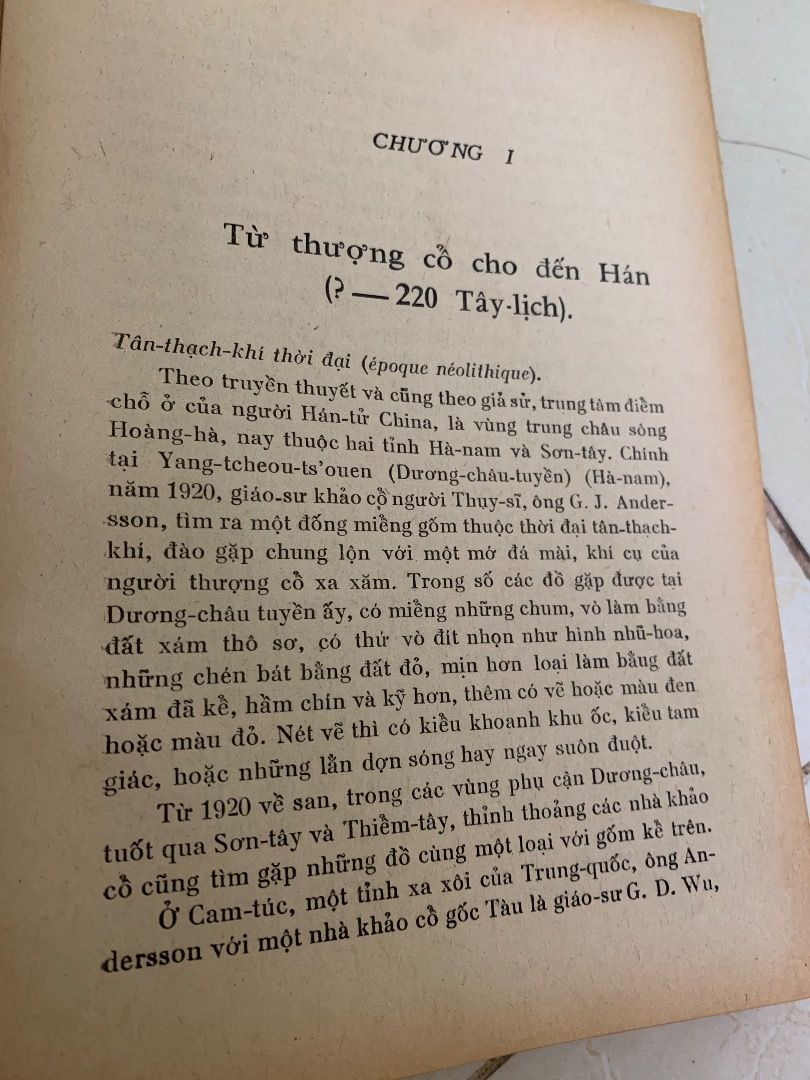 CHƯƠNG I
Từ thượng cổ cho đến Hán
(? — 220 Tây-lịch).
Tân-thạch-khí thời đại (époque néolithique).
Theo truyền thuyết và cũng theo giả sử, trung tâm điểm
chỗ ở của người Hán-tử China, là vùng trung châu sông
Hoàng-hà, nay thuộc hai tỉnh Hà-nam và Sơn-tây. Chính
tại Yang-tcheou-ts'ouen (Dương-châu-tuyền) (Hà-nam),
năm 1920, giáo-sư khảo cộ người Thụy-sĩ, ông G. J. Ander-
sson, tìm ra một đống miềng gốm thuộc thời đại tân-thạch-
khí, đào gặp chung lộn với một mớ đá mài, khí cụ của
người thượng cổ xa xăm. Trong số các đồ gặp được tại
Dương-châu tuyền ấy, có miềng những chum, vò làm bằng
đất xám thô sơ, có thứ vò đít nhọn như hình nhũ-hoa,
những chén bát bằng đất đỏ, mịn hơn loại làm bằug đất
xám đã kể, hầm chín và kỹ hơn, thêm có vẽ hoặc màu đen
hoặc màu đỏ. Nét vẽ thì có kiểu khoanh khu ốc, kiểu tam
giác, hoặc những lằn dợn sóng hay ngay suôn đuột.
Từ 1920 về san, trong các vùng phụ cận Dương-châu,
tuốt qua Sơn-tây và Thiềm-tây, thỉnh thoảng các nhà khảo
cổ cũng tìm gặp những đồ cùng một loại với gốm kể trên.
Ở Cam-túc, một tỉnh xa xôi của Trung-quốc, ông An-
dersson với một nhà khảo cổ gốc Tàu là giáo-sư G. D. Wu,